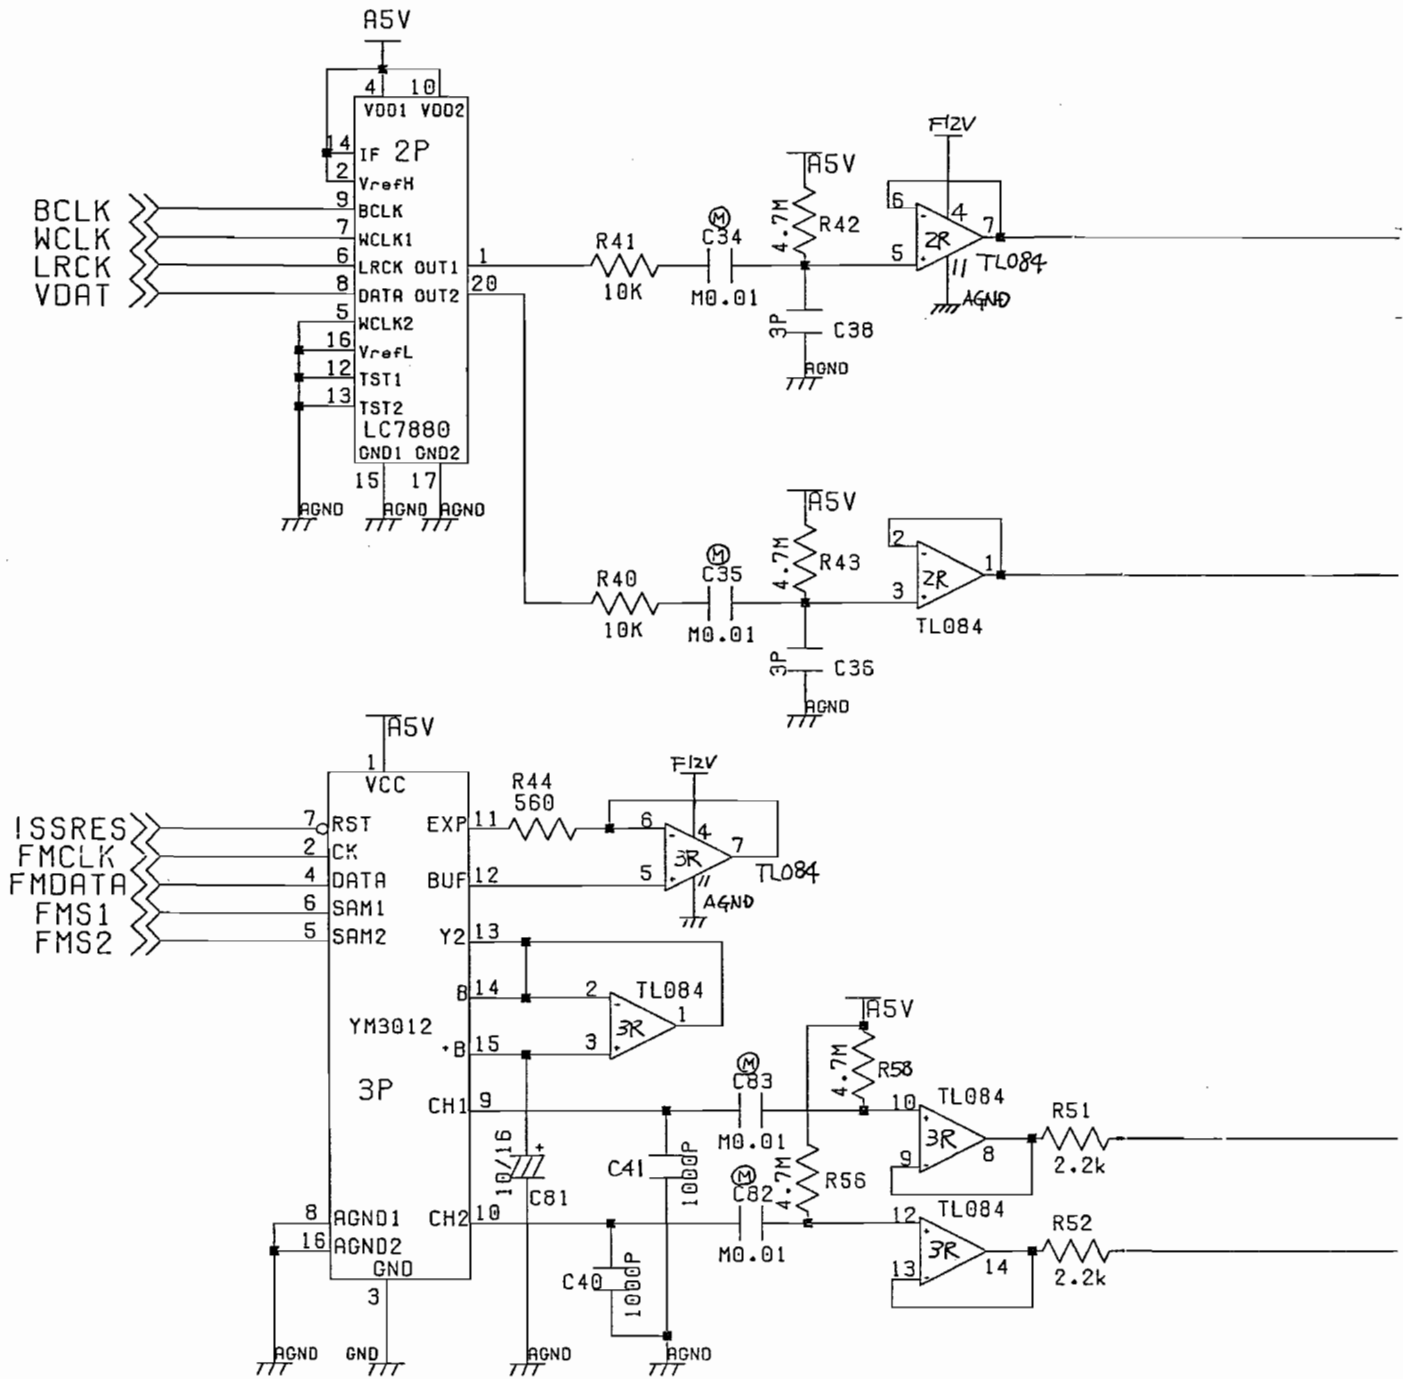 A5V
4 10
VDD1 VDD2
14 IF 2P
2 VrefH
BCLK 9 BCLK
WCLK 7 WCLK1
LRCK 6 LRCK OUT1 1
VDAT 8 DATA OUT2 20
5 WCLK2
16 VrefL
12 TST1
13 TST2
LC7880
GND1 GND2
15 17
AGND AGND AGND
R41
10K
M
C34
M0.01
A5V
4.7M R42
3P C38
AGND
F12V
6 - 4 7
5 + 2R 11 TL084
AGND
R40
10K
M
C35
M0.01
A5V
4.7M R43
3P C36
AGND
2 - 1
3 + 2R
TL084
A5V
1
VCC
ISSRES 7 RST EXP 11
FMCLK 2 CK
FMDATA 4 DATA BUF 12
FMS1 6 SAM1
FMS2 5 SAM2 Y2 13
B 14
YM3012 +B 15
3P
CH1 9
8 AGND1 CH2 10
16 AGND2
GND
3
AGND GND
R44
560
F12V
6 - 4 7
5 + 3R 11 TL084
AGND
TL084
2 - 1
3 + 3R
10/16 +
C81
AGND
C41 1000P
C40 1000P
AGND
M
C83
M0.01
M
C82
M0.01
A5V
4.7M R58
4.7M R56
TL084
10 + 3R 8
9 -
R51
2.2k
TL084
12 + 3R 14
13 -
R52
2.2k